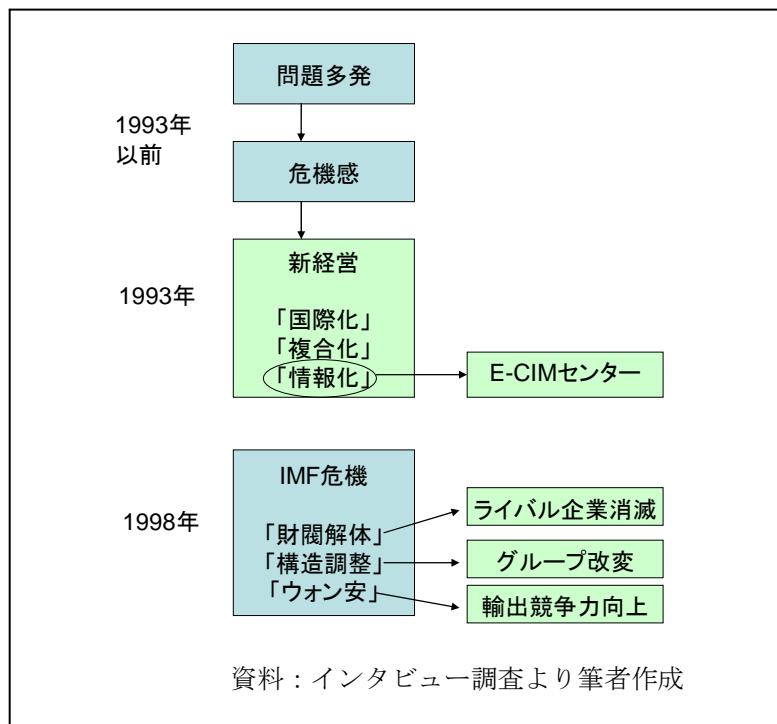 問題多発
1993年
以前
危機感
新経営
1993年
「国際化」
「複合化」
「情報化」
E-CIMセンター
IMF危機
1998年
「財閥解体」
ライバル企業消滅
「構造調整」
グループ改変
「ウォン安」
輸出競争力向上
資料：インタビュー調査より筆者作成